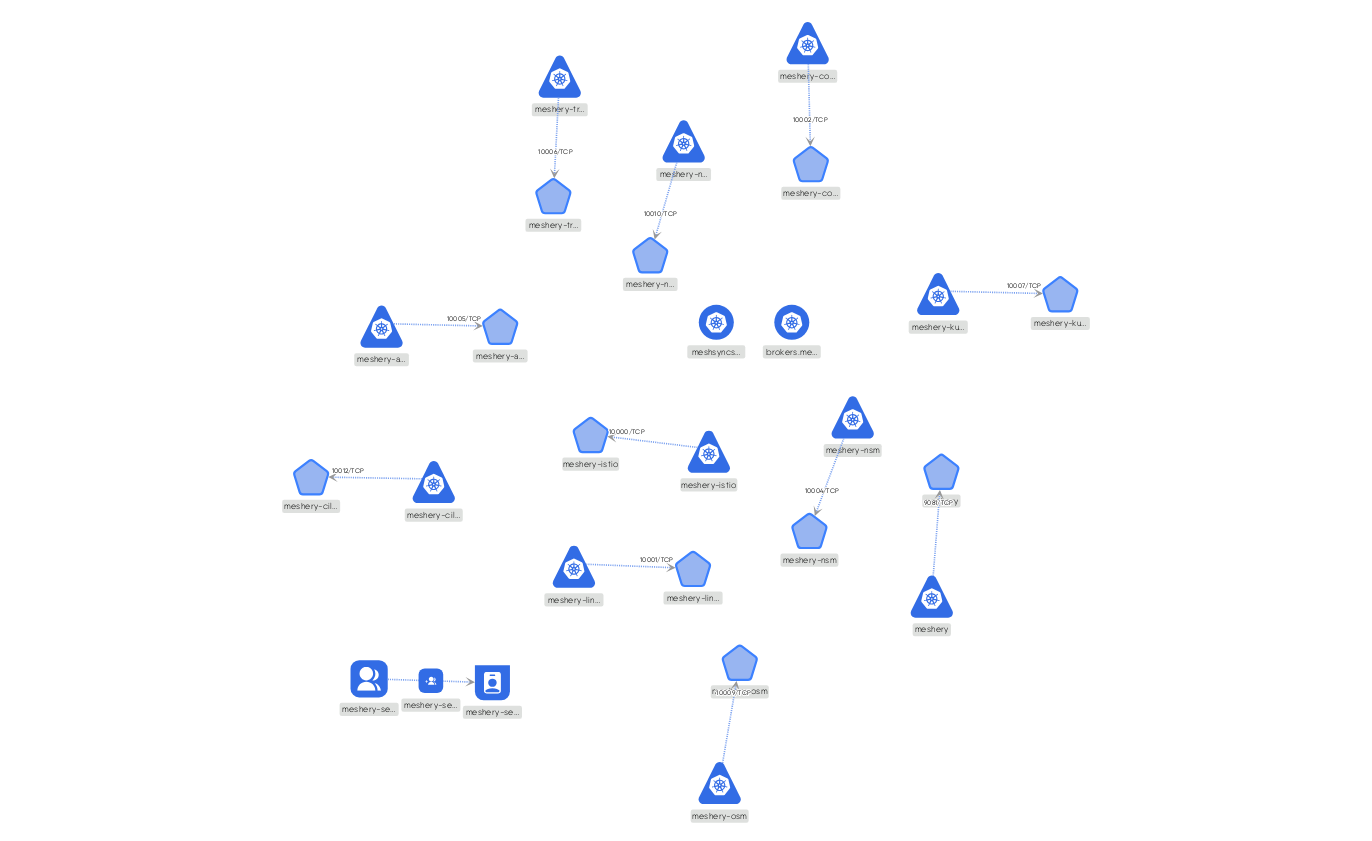 meshery-co...
10002/TCP
meshery-co...
meshery-tr...
10006/TCP
meshery-tr...
meshery-n...
10010/TCP
meshery-n...
meshery-ku...
10007/TCP
meshery-ku...
meshery-a...
10005/TCP
meshery-a...
meshsyncs...
brokers.me...
meshery-istio
10000/TCP
meshery-istio
meshery-nsm
10004/TCP
meshery-nsm
meshery-cil...
10012/TCP
meshery-cil...
9081/TCP
meshery
meshery-lin...
10001/TCP
meshery-lin...
meshery-se...
meshery-se...
meshery-se...
10009/TCP
meshery-osm